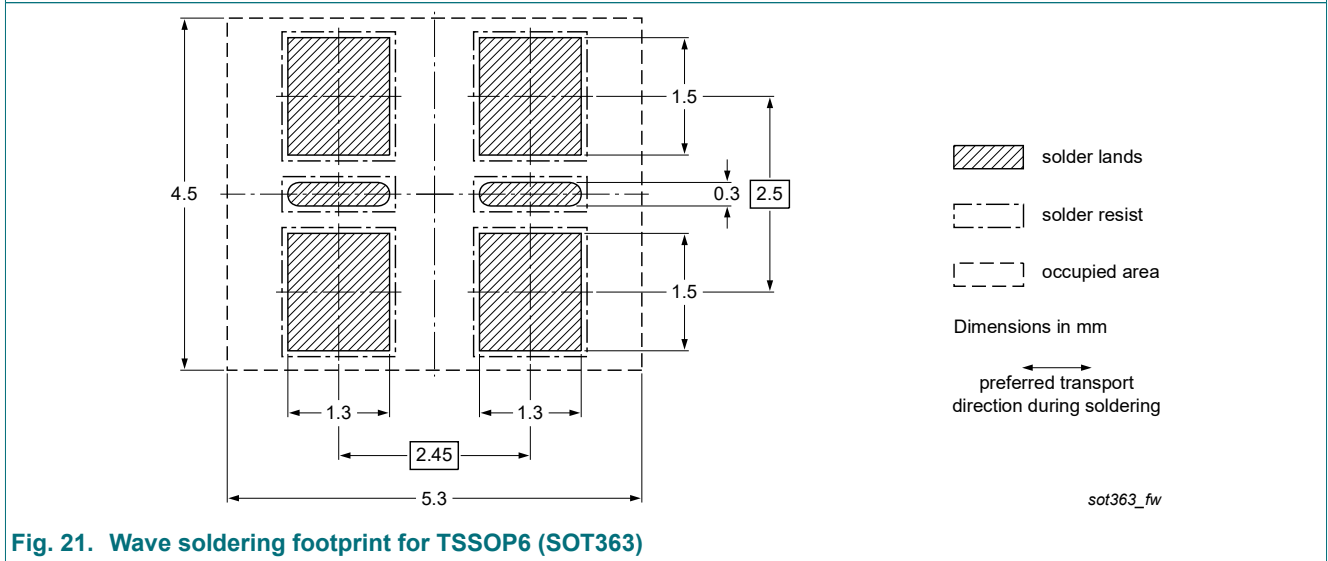 1.5
4.5
0.3
2.5
1.5
1.3
1.3
2.45
5.3
solder lands
solder resist
occupied area
Dimensions in mm
preferred transport
direction during soldering
sot363_fw
Fig. 21. Wave soldering footprint for TSSOP6 (SOT363)